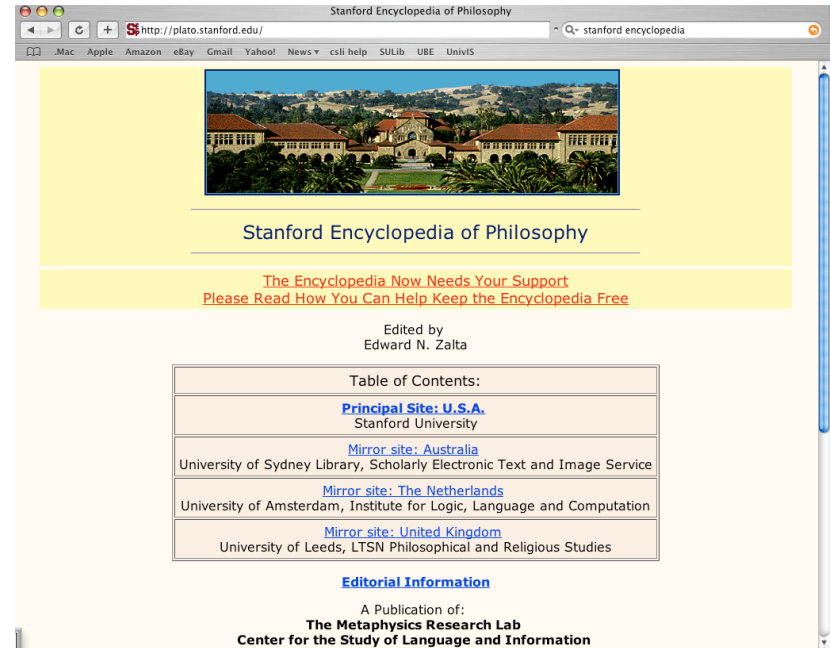 Stanford Encyclopedia of Philosophy
http://plato.stanford.edu/
stanford encyclopedia
.Mac Apple Amazon eBay Gmail Yahoo! News ▾ csli help SULib UBE UnivIS
Stanford Encyclopedia of Philosophy
The Encyclopedia Now Needs Your Support
Please Read How You Can Help Keep the Encyclopedia Free
Edited by
Edward N. Zalta
Table of Contents:
Principal Site: U.S.A.
Stanford University
Mirror site: Australia
University of Sydney Library, Scholarly Electronic Text and Image Service
Mirror site: The Netherlands
University of Amsterdam, Institute for Logic, Language and Computation
Mirror site: United Kingdom
University of Leeds, LTSN Philosophical and Religious Studies
Editorial Information
A Publication of:
The Metaphysics Research Lab
Center for the Study of Language and Information